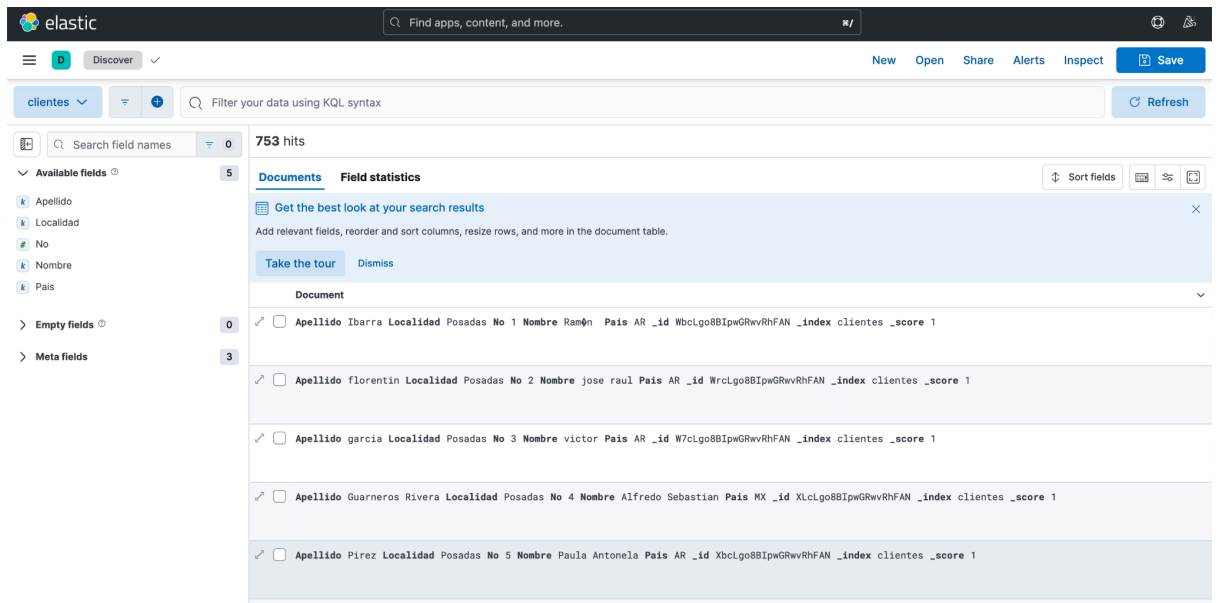 elastic
Find apps, content, and more.
⌘/
D
Discover
New
Open
Share
Alerts
Inspect
Save
clientes
Filter your data using KQL syntax
Refresh
Search field names
0
753 hits
Available fields
5
Documents
Field statistics
Sort fields
k Apellido
k Localidad
# No
k Nombre
k Pais
Get the best look at your search results
Add relevant fields, reorder and sort columns, resize rows, and more in the document table.
Take the tour
Dismiss
Empty fields
0
Meta fields
3
Document
Apellido Ibarra Localidad Posadas No 1 Nombre Ram�n Pais AR _id WbcLgo8BIpwGRwvRhFAN _index clientes _score 1
Apellido florentin Localidad Posadas No 2 Nombre jose raul Pais AR _id WrcLgo8BIpwGRwvRhFAN _index clientes _score 1
Apellido garcia Localidad Posadas No 3 Nombre victor Pais AR _id W7cLgo8BIpwGRwvRhFAN _index clientes _score 1
Apellido Guarneros Rivera Localidad Posadas No 4 Nombre Alfredo Sebastian Pais MX _id XLcLgo8BIpwGRwvRhFAN _index clientes _score 1
Apellido Pirez Localidad Posadas No 5 Nombre Paula Antonela Pais AR _id XbcLgo8BIpwGRwvRhFAN _index clientes _score 1